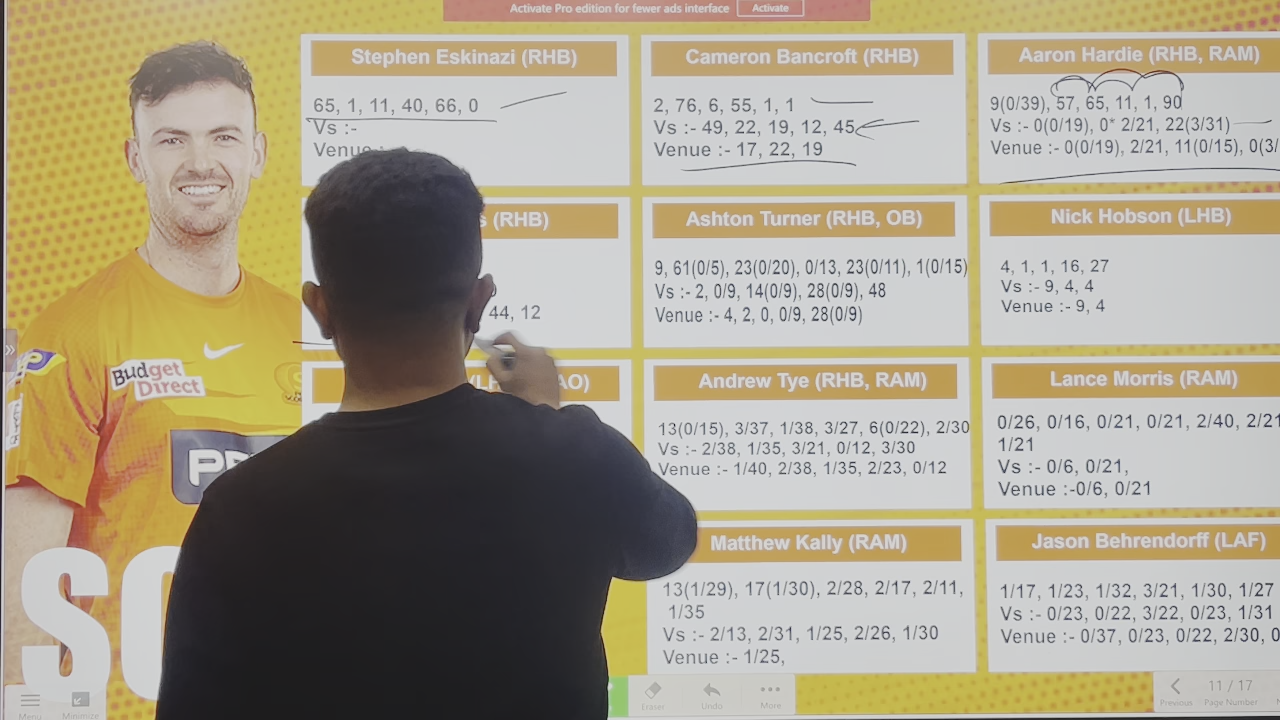 Activate Pro edition for fewer ads interface Activate
Stephen Eskinazi (RHB)
65, 1, 11, 40, 66, 0
Vs :-
Venue
Cameron Bancroft (RHB)
2, 76, 6, 55, 1, 1
Vs :- 49, 22, 19, 12, 45
Venue :- 17, 22, 19
Aaron Hardie (RHB, RAM)
9(0/39), 57, 65, 11, 1, 90
Vs :- 0(0/19), 0* 2/21, 22(3/31)
Venue :- 0(0/19), 2/21, 11(0/15), 0(3/
s (RHB)
44, 12
Ashton Turner (RHB, OB)
9, 61(0/5), 23(0/20), 0/13, 23(0/11), 1(0/15)
Vs :- 2, 0/9, 14(0/9), 28(0/9), 48
Venue :- 4, 2, 0, 0/9, 28(0/9)
Nick Hobson (LHB)
4, 1, 1, 16, 27
Vs :- 9, 4, 4
Venue :- 9, 4
AO)
Andrew Tye (RHB, RAM)
13(0/15), 3/37, 1/38, 3/27, 6(0/22), 2/30
Vs :- 2/38, 1/35, 3/21, 0/12, 3/30
Venue :- 1/40, 2/38, 1/35, 2/23, 0/12
Lance Morris (RAM)
0/26, 0/16, 0/21, 0/21, 2/40, 2/21
1/21
Vs :- 0/6, 0/21,
Venue :-0/6, 0/21
Matthew Kally (RAM)
13(1/29), 17(1/30), 2/28, 2/17, 2/11,
1/35
Vs :- 2/13, 2/31, 1/25, 2/26, 1/30
Venue :- 1/25,
Jason Behrendorff (LAF)
1/17, 1/23, 1/32, 3/21, 1/30, 1/27
Vs :- 0/23, 0/22, 3/22, 0/23, 1/31
Venue :- 0/37, 0/23, 0/22, 2/30, 0
Budget
Direct
SC
Menu
Minimize
Eraser
Undo
More
Previous
11 / 17
Page Number